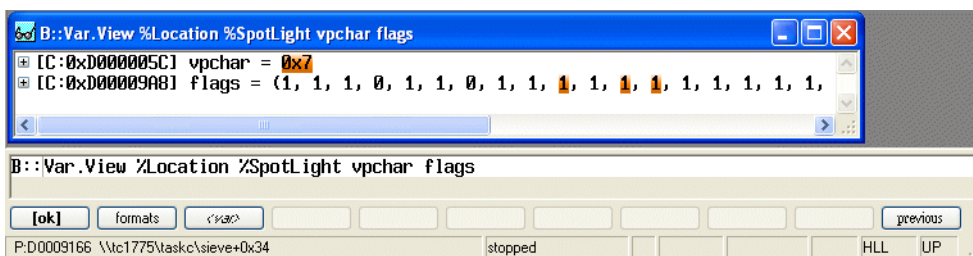 B::Var.View %Location %SpotLight vpchar flags
[C:0xD000005C] vpchar = 0x7
[C:0xD00009A8] flags = (1, 1, 1, 0, 1, 1, 0, 1, 1, 1, 1, 1, 1, 1, 1, 1, 1, 1,
B::Var.View %Location %SpotLight vpchar flags
[ok] formats <var> previous
P:D0009166 \\tc1775\taskc\sieve+0x34 stopped HLL UP